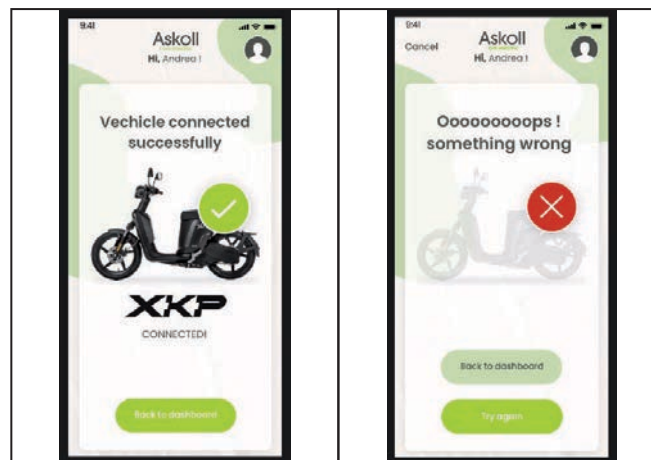 9:41
Askoll
Hi, Andrea !
Vechicle connected
successfully
XKP
CONNECTED!
Back to dashboard
9:41
Cancel
Askoll
Hi, Andrea !
Ooooooooops !
something wrong
Back to dashboard
Try again